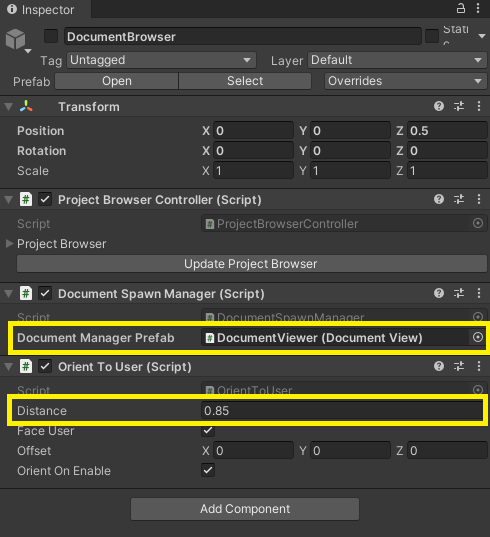 Inspector
DocumentBrowser
Static
Tag Untagged Layer Default
Prefab Open Select Overrides
Transform
Position X 0 Y 0 Z 0.5
Rotation X 0 Y 0 Z 0
Scale X 1 Y 1 Z 1
# Project Browser Controller (Script)
Script # ProjectBrowserController
Project Browser
Update Project Browser
# Document Spawn Manager (Script)
Script # DocumentSpawnManager
Document Manager Prefab # DocumentViewer (Document View)
# Orient To User (Script)
Script # OrientToUser
Distance 0.85
Face User
Offset X 0 Y 0 Z 0
Orient On Enable
Add Component